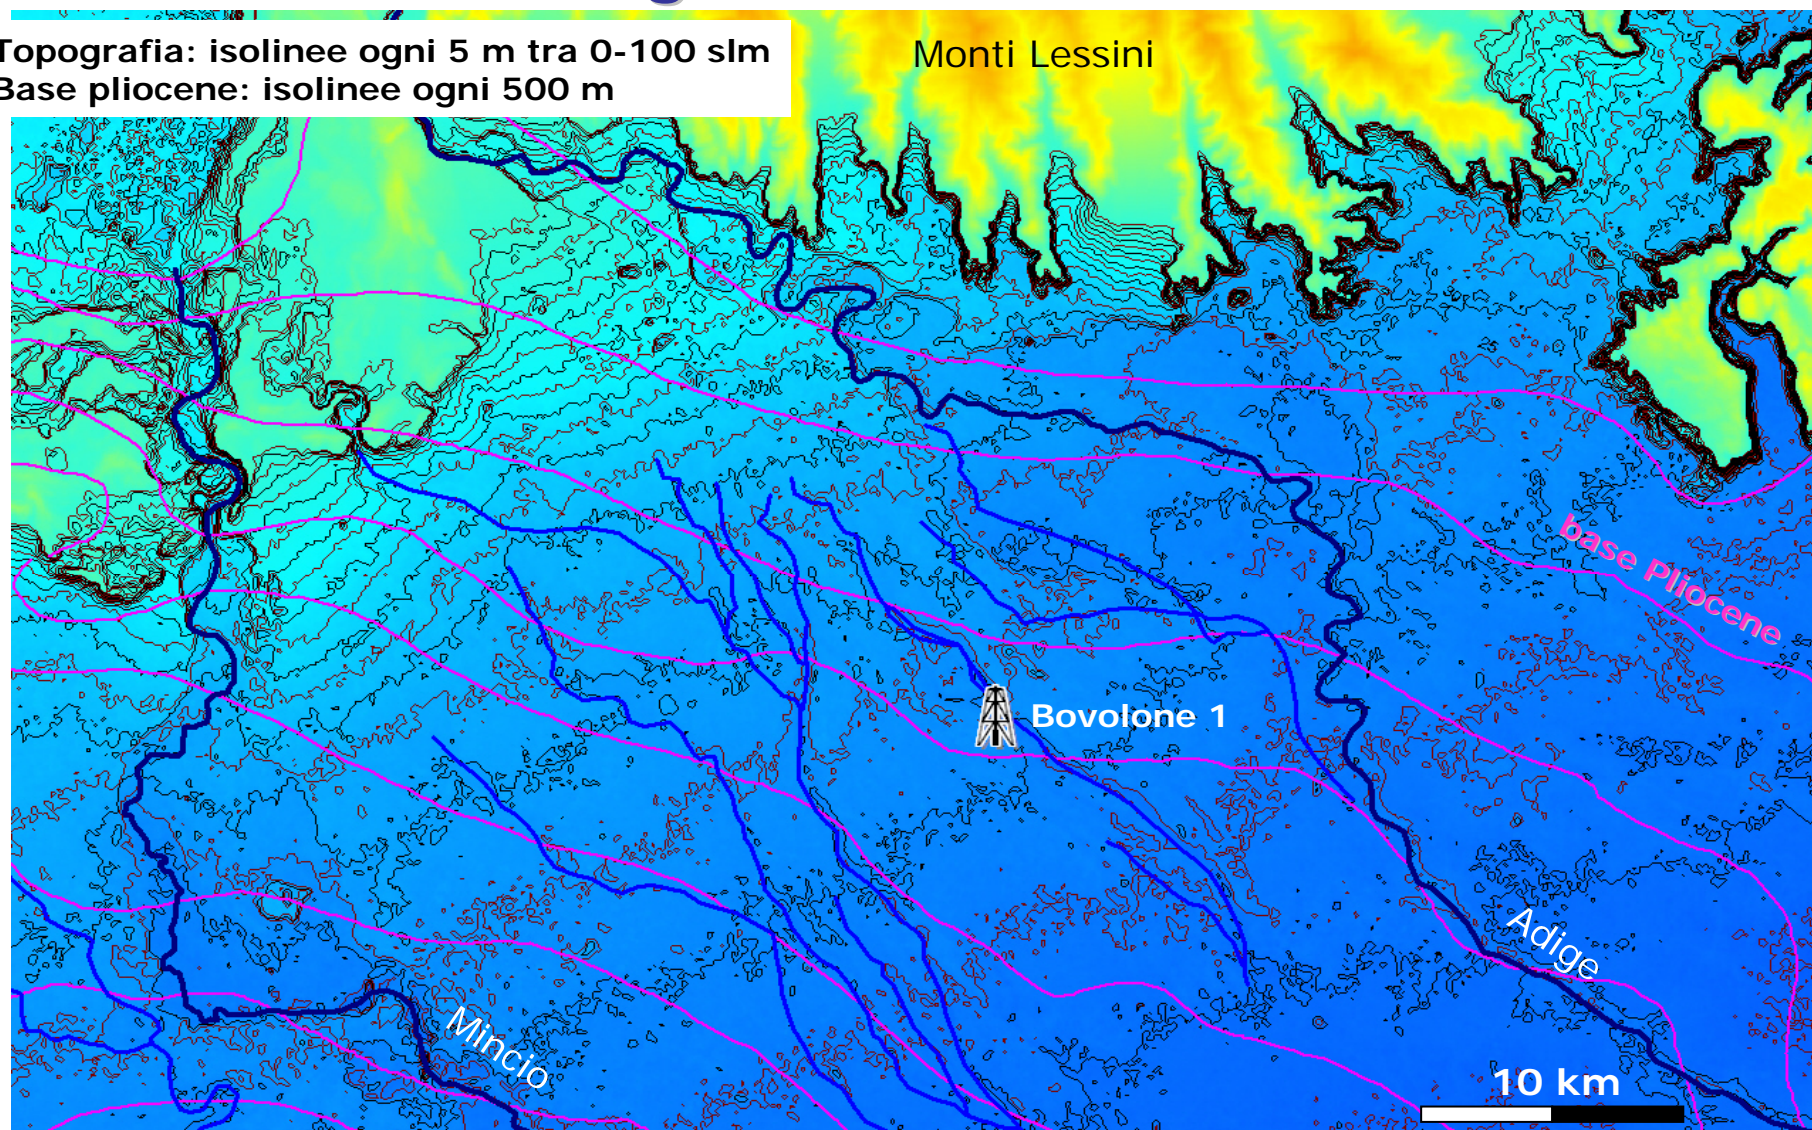 Topografia: isolinee ogni 5 m tra 0-100 slm
Base pliocene: isolinee ogni 500 m
Monti Lessini
base Pliocene
Bovolone 1
Adige
Mincio
10 km